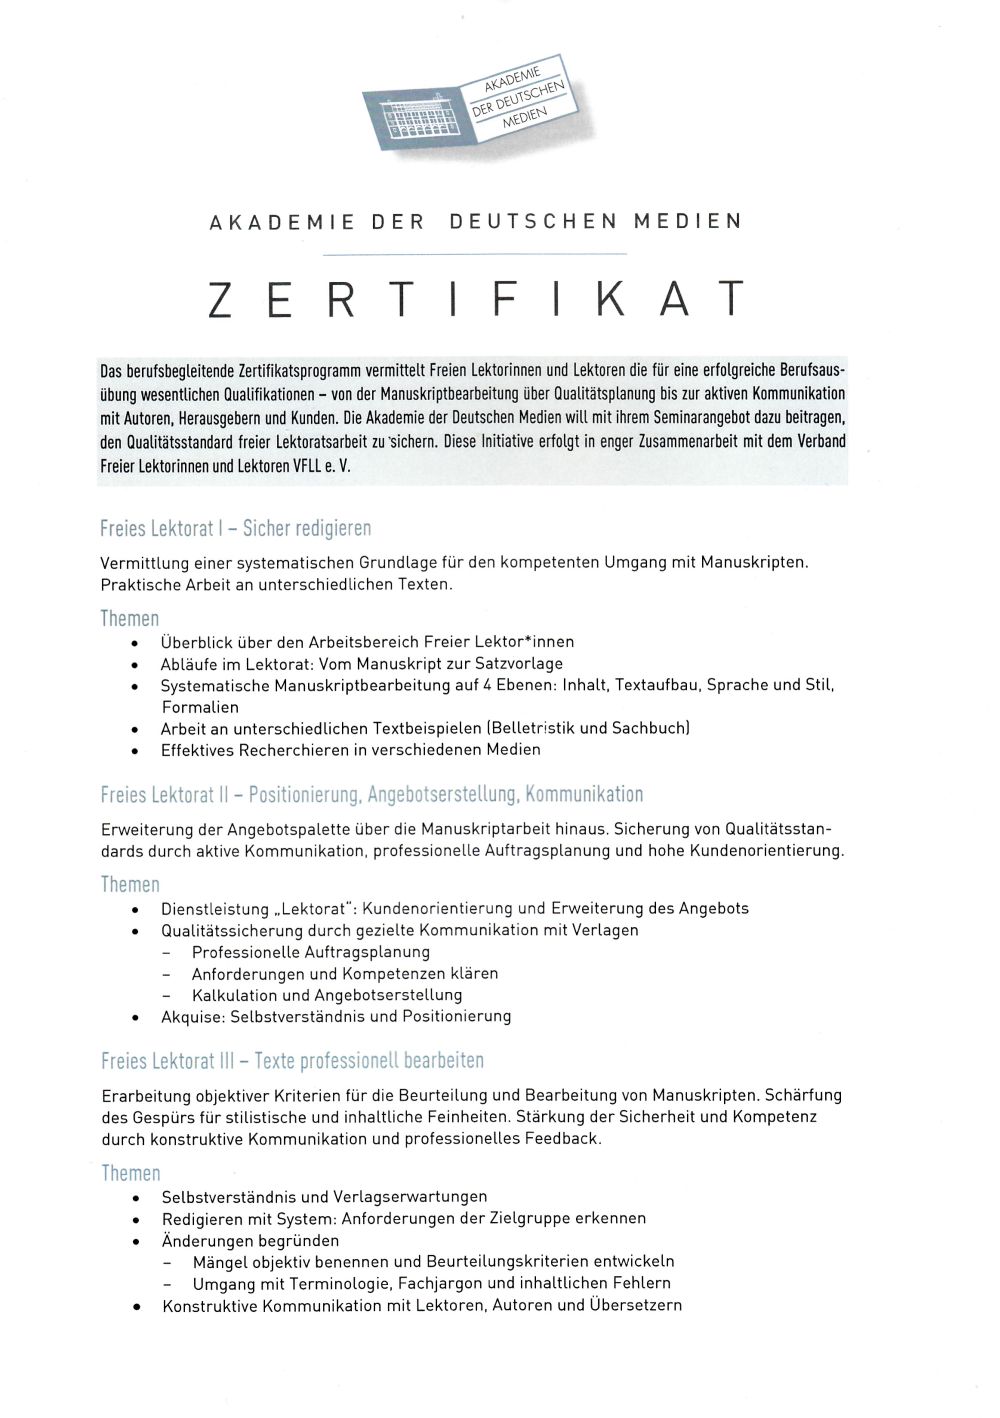 AKADEMIE
DER DEUTSCHEN
MEDIEN
AKADEMIE DER DEUTSCHEN MEDIEN
ZERTIFIKAT
Das berufsbegleitende Zertifikatsprogramm vermittelt Freien Lektorinnen und Lektoren die für eine erfolgreiche Berufsaus-
übung wesentlichen Qualifikationen – von der Manuskriptbearbeitung über Qualitätsplanung bis zur aktiven Kommunikation
mit Autoren, Herausgebern und Kunden. Die Akademie der Deutschen Medien will mit ihrem Seminarangebot dazu beitragen,
den Qualitätsstandard freier Lektoratsarbeit zu sichern. Diese Initiative erfolgt in enger Zusammenarbeit mit dem Verband
Freier Lektorinnen und Lektoren VFLL e. V.
Freies Lektorat I – Sicher redigieren
Vermittlung einer systematischen Grundlage für den kompetenten Umgang mit Manuskripten.
Praktische Arbeit an unterschiedlichen Texten.
Themen
• Überblick über den Arbeitsbereich Freier Lektor*innen
• Abläufe im Lektorat: Vom Manuskript zur Satzvorlage
• Systematische Manuskriptbearbeitung auf 4 Ebenen: Inhalt, Textaufbau, Sprache und Stil,
Formalien
• Arbeit an unterschiedlichen Textbeispielen (Belletristik und Sachbuch)
• Effektives Recherchieren in verschiedenen Medien
Freies Lektorat II – Positionierung, Angebotserstellung, Kommunikation
Erweiterung der Angebotspalette über die Manuskriptarbeit hinaus. Sicherung von Qualitätsstan-
dards durch aktive Kommunikation, professionelle Auftragsplanung und hohe Kundenorientierung.
Themen
• Dienstleistung „Lektorat“: Kundenorientierung und Erweiterung des Angebots
• Qualitätssicherung durch gezielte Kommunikation mit Verlagen
– Professionelle Auftragsplanung
– Anforderungen und Kompetenzen klären
– Kalkulation und Angebotserstellung
• Akquise: Selbstverständnis und Positionierung
Freies Lektorat III – Texte professionell bearbeiten
Erarbeitung objektiver Kriterien für die Beurteilung und Bearbeitung von Manuskripten. Schärfung
des Gespürs für stilistische und inhaltliche Feinheiten. Stärkung der Sicherheit und Kompetenz
durch konstruktive Kommunikation und professionelles Feedback.
Themen
• Selbstverständnis und Verlagserwartungen
• Redigieren mit System: Anforderungen der Zielgruppe erkennen
• Änderungen begründen
– Mängel objektiv benennen und Beurteilungskriterien entwickeln
– Umgang mit Terminologie, Fachjargon und inhaltlichen Fehlern
• Konstruktive Kommunikation mit Lektoren, Autoren und Übersetzern